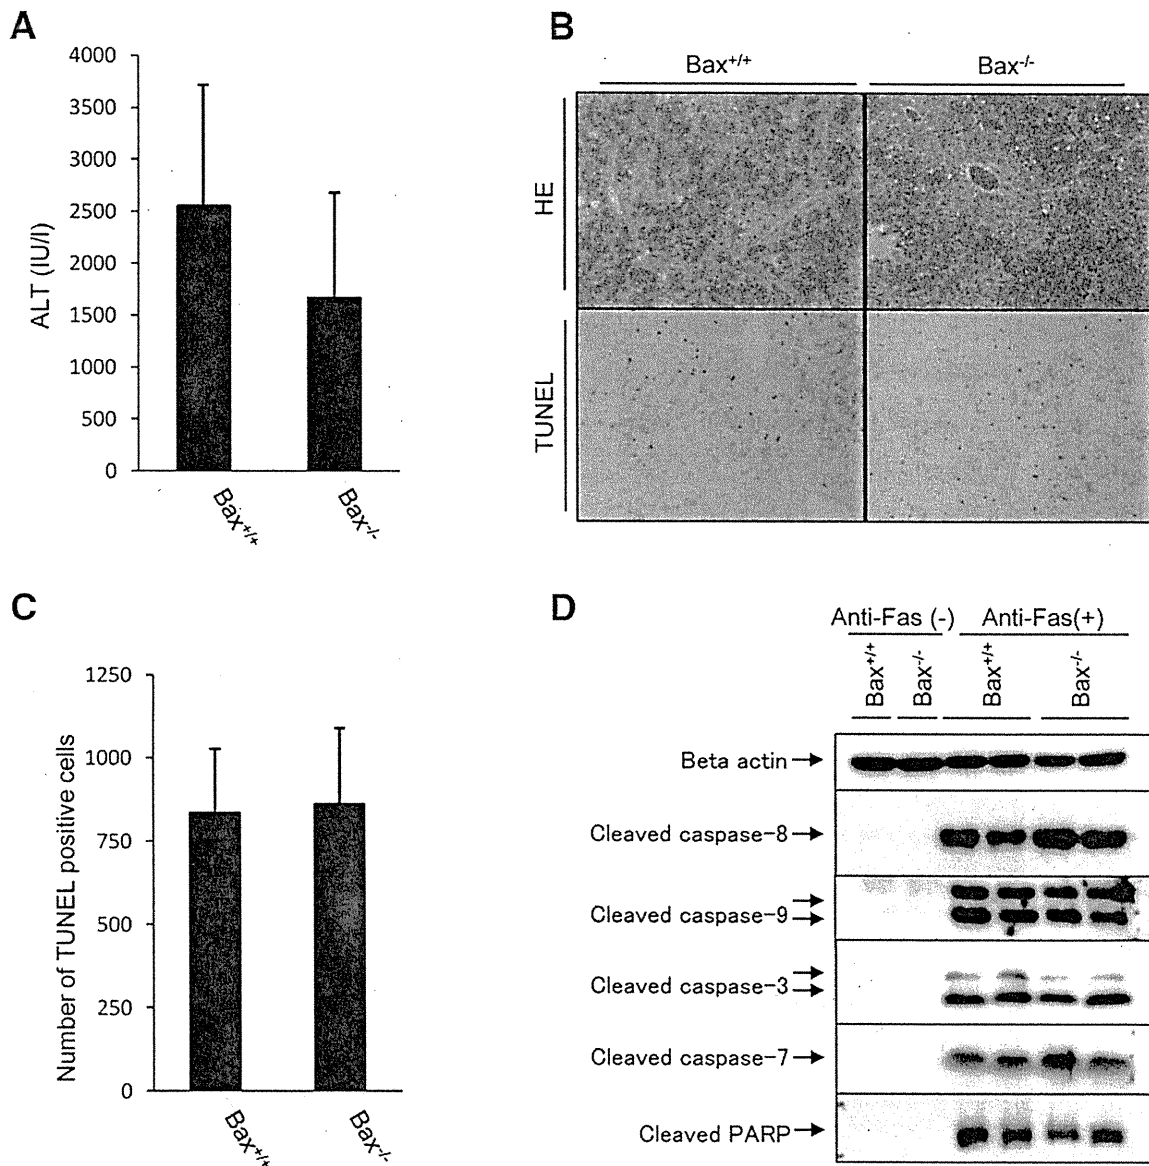 A
4000
3500
3000
2500
2000
1500
1000
500
0
ALT (IU/l)
Bax+/+
Bax-/-
B
Bax+/+
Bax-/-
HE
TUNEL
C
1250
1000
750
500
250
0
Number of TUNEL positive cells
Bax+/+
Bax-/-
D
Anti-Fas (-)
Anti-Fas(+)
Bax+/+
Bax-/-
Bax+/+
Bax-/-
Beta actin
Cleaved caspase-8
Cleaved caspase-9
Cleaved caspase-3
Cleaved caspase-7
Cleaved PARP